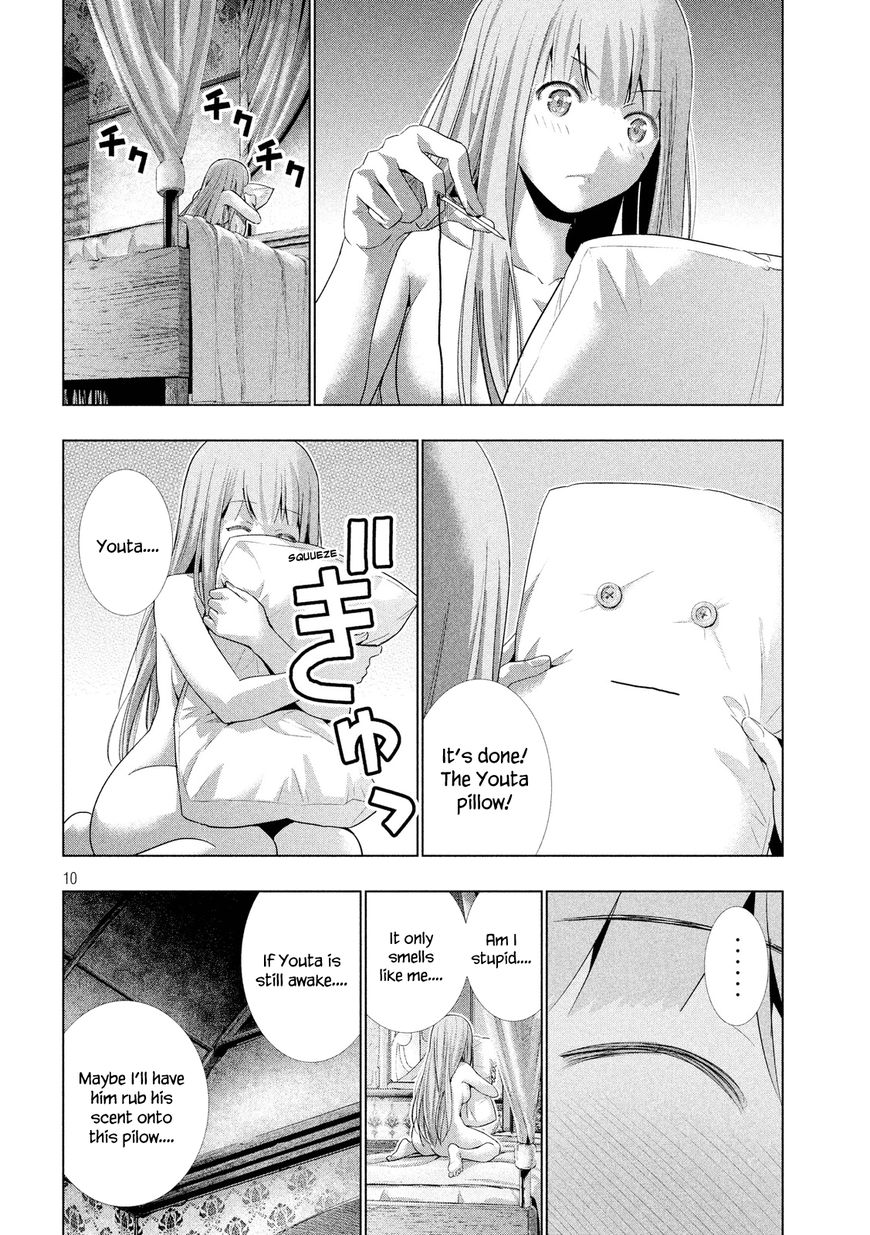 チク
チク
チク
It's done!
The Youta
pillow!
SQUUEZE
ぎゅっ
Youta....
10
......
Am I
stupid....
It only
smells
like me....
If Youta is
still awake....
Maybe I'll have
him rub his
scent onto
this pilow....